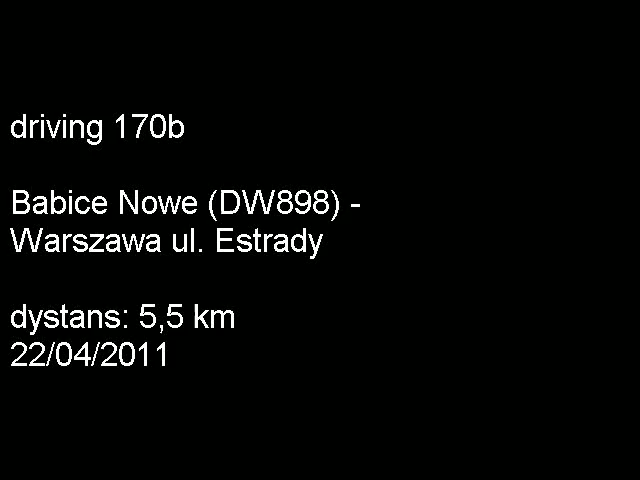 driving 170b
Babice Nowe (DW898) -
Warszawa ul. Estrady
dystans: 5,5 km
22/04/2011